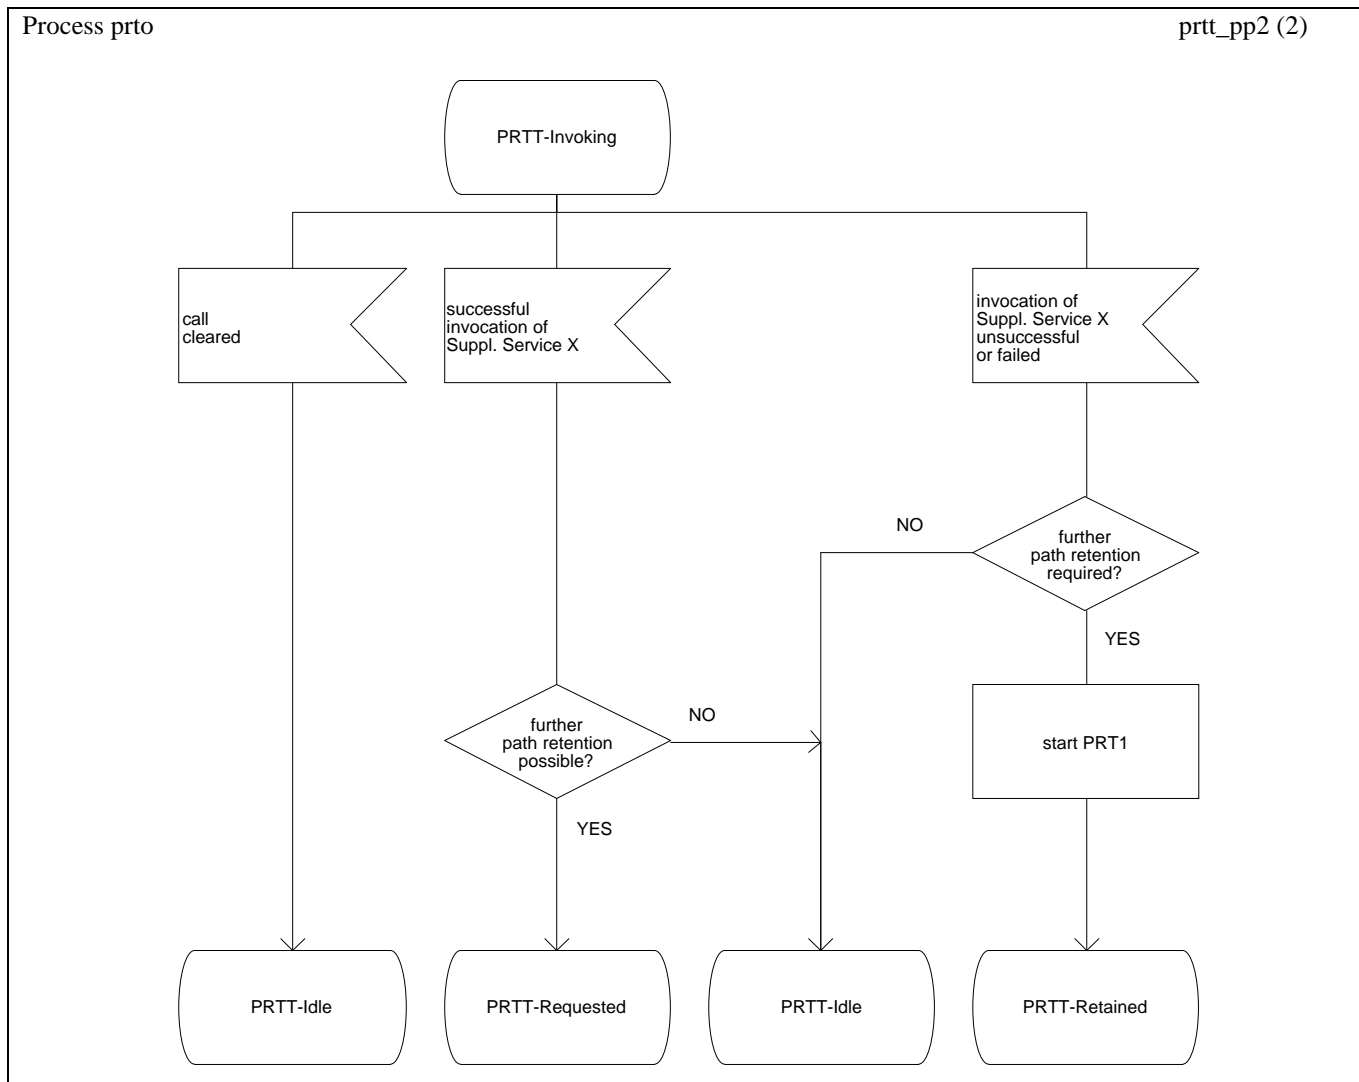 Process prto
prtt_pp2 (2)
PRTT-Invoking
call
cleared
successful
invocation of
Suppl. Service X
invocation of
Suppl. Service X
unsuccessful
or failed
NO
further
path retention
required?
YES
further
path retention
possible?
NO
start PRT1
YES
PRTT-Idle
PRTT-Requested
PRTT-Idle
PRTT-Retained